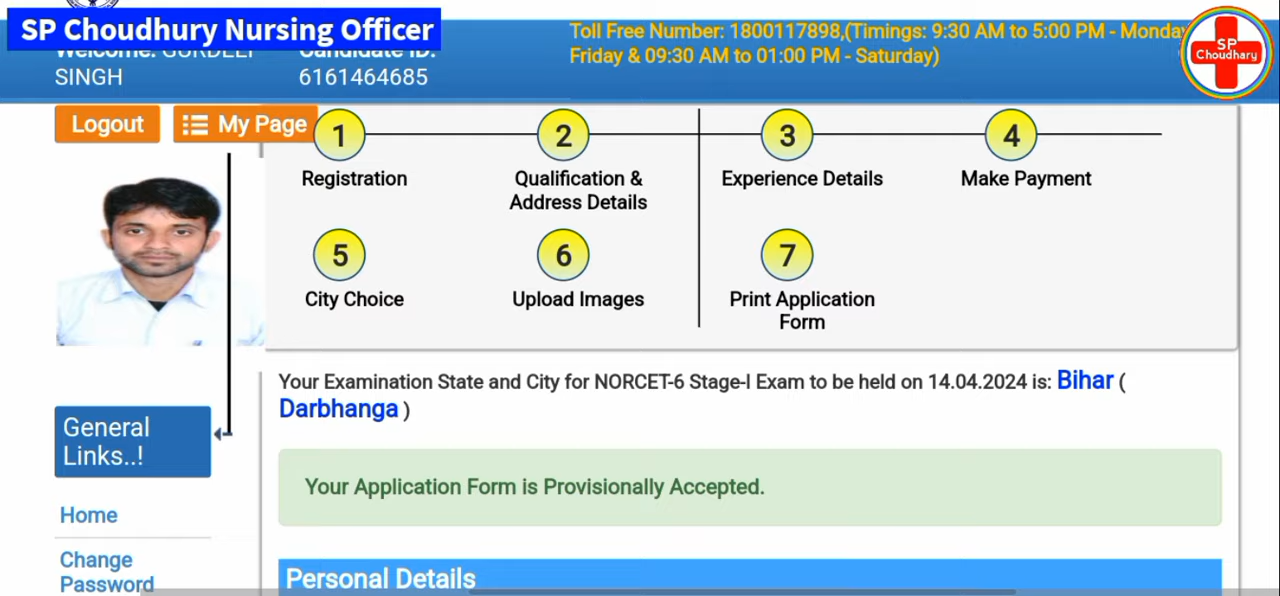 SP Choudhury Nursing Officer
Toll Free Number: 1800117898,(Timings: 9:30 AM to 5:00 PM - Monday
Friday & 09:30 AM to 01:00 PM - Saturday)
SP
Choudhary
Welcome: GURDEEP
SINGH
Candidate ID:
6161464685
Logout
My Page
1
2
3
4
Registration
Qualification &
Address Details
Experience Details
Make Payment
5
6
7
City Choice
Upload Images
Print Application
Form
Your Examination State and City for NORCET-6 Stage-I Exam to be held on 14.04.2024 is: Bihar (
Darbhanga )
General
Links..!
Your Application Form is Provisionally Accepted.
Home
Change
Password
Personal Details